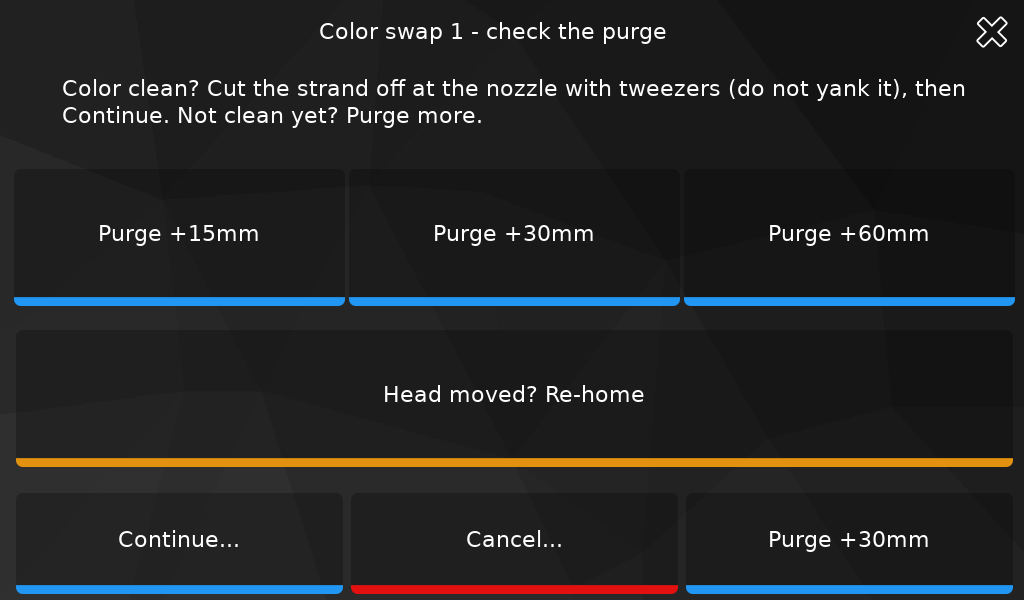 Color swap 1 - check the purge
Color clean? Cut the strand off at the nozzle with tweezers (do not yank it), then
Continue. Not clean yet? Purge more.
Purge +15mm
Purge +30mm
Purge +60mm
Head moved? Re-home
Continue...
Cancel...
Purge +30mm